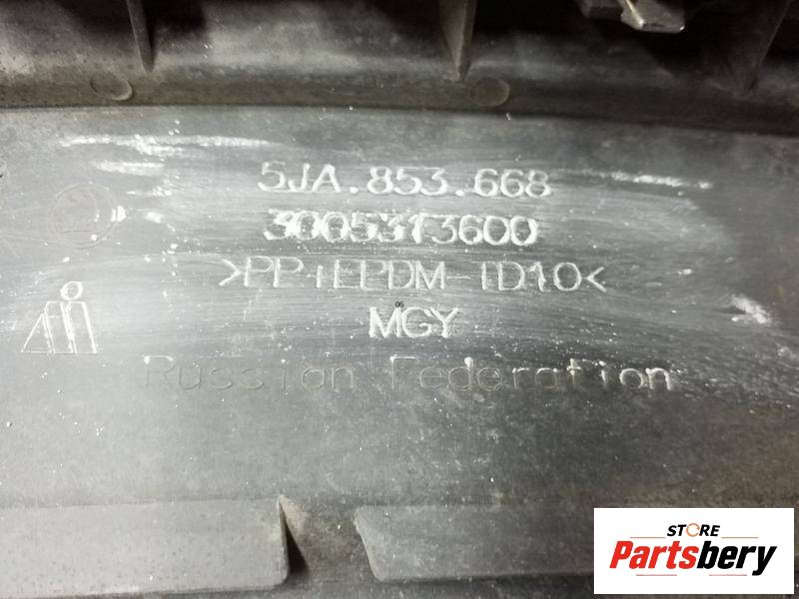 5JA.853.668
3005313600
>PP+EPDM-TD10<
MGY
Russian Federation
STORE
Partsbery